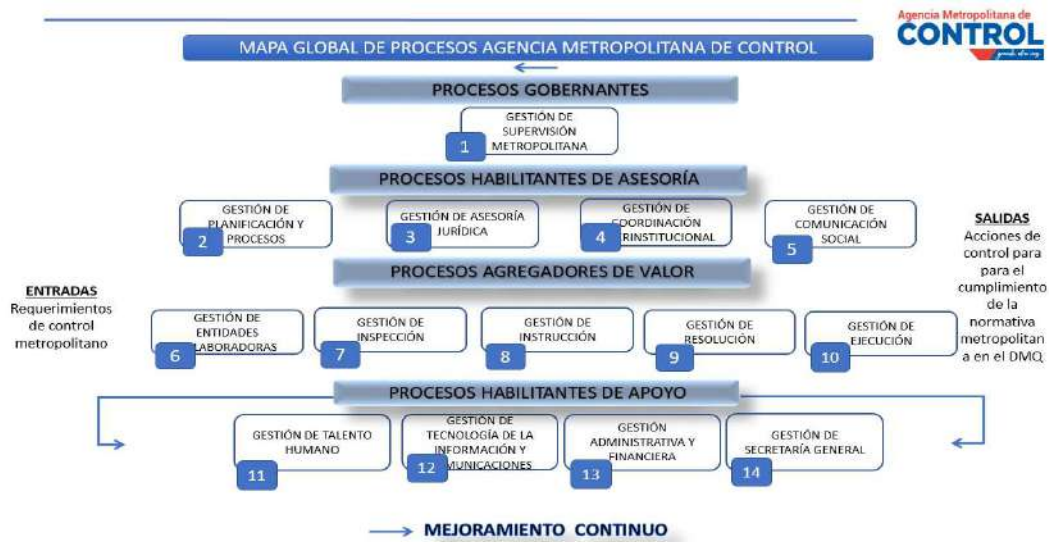 Agencia Metropolitana de
CONTROL
MAPA GLOBAL DE PROCESOS AGENCIA METROPOLITANA DE CONTROL
PROCESOS GOBERNANTES
GESTIÓN DE
SUPERVISIÓN
METROPOLITANA
1
PROCESOS HABILITANTES DE ASESORÍA
GESTIÓN DE
PLANIFICACIÓN Y
PROCESOS
2
GESTIÓN DE ASESORÍA
JURÍDICA
3
GESTIÓN DE
COORDINACIÓN
ERINSTITUCIONAL
4
GESTIÓN DE
COMUNICACIÓN
SOCIAL
5
PROCESOS AGREGADORES DE VALOR
ENTRADAS
Requerimientos
de control
metropolitano
GESTIÓN DE
ENTIDADES
LABORADORAS
6
GESTIÓN DE
INSPECCIÓN
7
GESTIÓN DE
INSTRUCCIÓN
8
GESTIÓN DE
RESOLUCIÓN
9
GESTIÓN DE
EJECUCIÓN
10
SALIDAS
Acciones de
control para
para el
cumplimiento
de la
normativa
metropolitan
a en el DMQ
PROCESOS HABILITANTES DE APOYO
GESTIÓN DE TALENTO
HUMANO
11
GESTIÓN DE
TECNOLOGÍA DE LA
INFORMACIÓN Y
OMUNICACIONES
12
GESTIÓN
ADMINISTRATIVA Y
FINANCIERA
13
GESTIÓN DE
SECRETARÍA GENERAL
14
MEJORAMIENTO CONTINUO